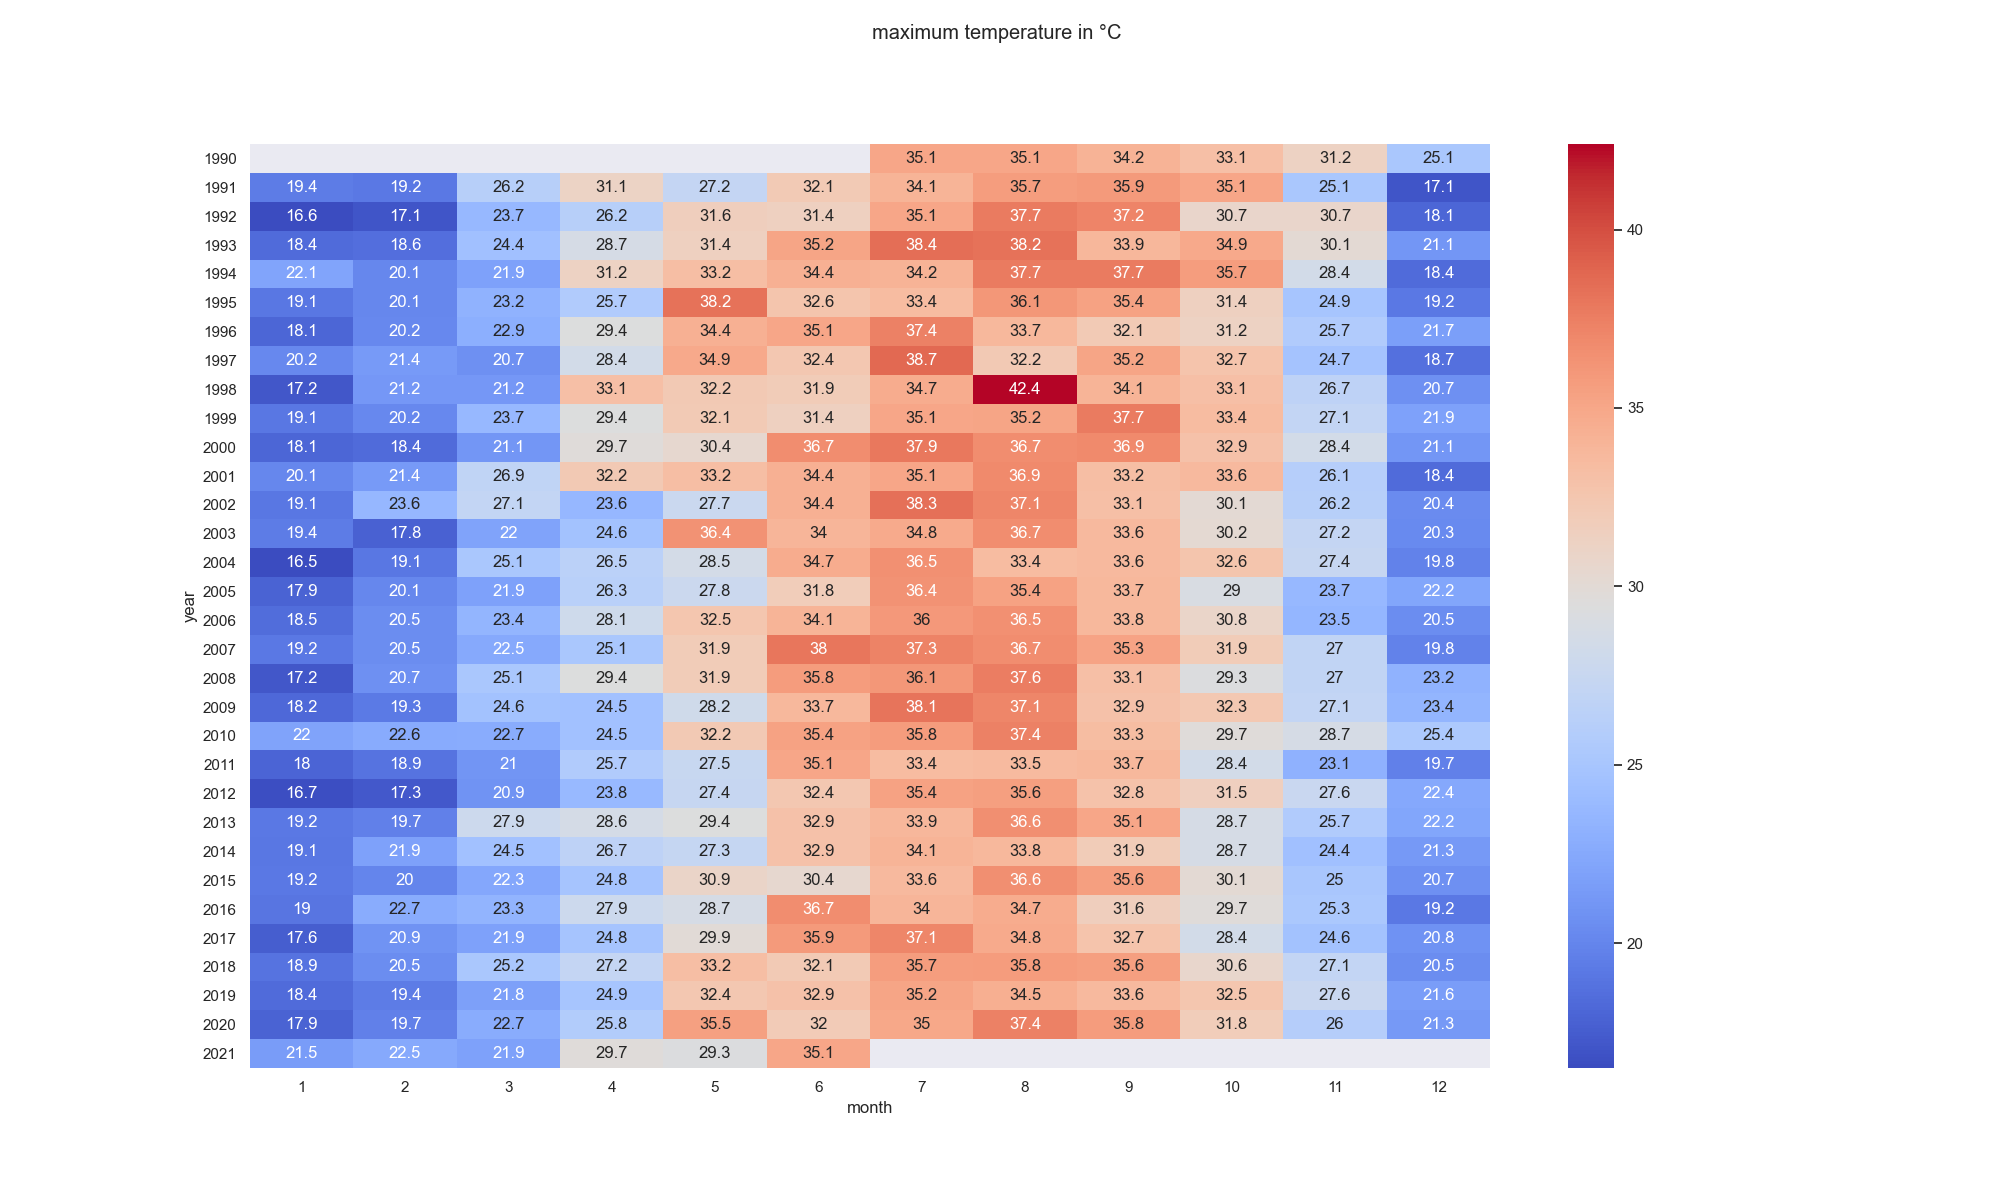 maximum temperature in °C
1990 35.1 35.1 34.2 33.1 31.2 25.1
1991 19.4 19.2 26.2 31.1 27.2 32.1 34.1 35.7 35.9 35.1 25.1 17.1
1992 16.6 17.1 23.7 26.2 31.6 31.4 35.1 37.7 37.2 30.7 30.7 18.1
1993 18.4 18.6 24.4 28.7 31.4 35.2 38.4 38.2 33.9 34.9 30.1 21.1
1994 22.1 20.1 21.9 31.2 33.2 34.4 34.2 37.7 37.7 35.7 28.4 18.4
1995 19.1 20.1 23.2 25.7 38.2 32.6 33.4 36.1 35.4 31.4 24.9 19.2
1996 18.1 20.2 22.9 29.4 34.4 35.1 37.4 33.7 32.1 31.2 25.7 21.7
1997 20.2 21.4 20.7 28.4 34.9 32.4 38.7 32.2 35.2 32.7 24.7 18.7
1998 17.2 21.2 21.2 33.1 32.2 31.9 34.7 42.4 34.1 33.1 26.7 20.7
1999 19.1 20.2 23.7 29.4 32.1 31.4 35.1 35.2 37.7 33.4 27.1 21.9
2000 18.1 18.4 21.1 29.7 30.4 36.7 37.9 36.7 36.9 32.9 28.4 21.1
2001 20.1 21.4 26.9 32.2 33.2 34.4 35.1 36.9 33.2 33.6 26.1 18.4
2002 19.1 23.6 27.1 23.6 27.7 34.4 38.3 37.1 33.1 30.1 26.2 20.4
2003 19.4 17.8 22 24.6 36.4 34 34.8 36.7 33.6 30.2 27.2 20.3
2004 16.5 19.1 25.1 26.5 28.5 34.7 36.5 33.4 33.6 32.6 27.4 19.8
2005 17.9 20.1 21.9 26.3 27.8 31.8 36.4 35.4 33.7 29 23.7 22.2
2006 18.5 20.5 23.4 28.1 32.5 34.1 36 36.5 33.8 30.8 23.5 20.5
2007 19.2 20.5 22.5 25.1 31.9 38 37.3 36.7 35.3 31.9 27 19.8
2008 17.2 20.7 25.1 29.4 31.9 35.8 36.1 37.6 33.1 29.3 27 23.2
2009 18.2 19.3 24.6 24.5 28.2 33.7 38.1 37.1 32.9 32.3 27.1 23.4
2010 22 22.6 22.7 24.5 32.2 35.4 35.8 37.4 33.3 29.7 28.7 25.4
2011 18 18.9 21 25.7 27.5 35.1 33.4 33.5 33.7 28.4 23.1 19.7
2012 16.7 17.3 20.9 23.8 27.4 32.4 35.4 35.6 32.8 31.5 27.6 22.4
2013 19.2 19.7 27.9 28.6 29.4 32.9 33.9 36.6 35.1 28.7 25.7 22.2
2014 19.1 21.9 24.5 26.7 27.3 32.9 34.1 33.8 31.9 28.7 24.4 21.3
2015 19.2 20 22.3 24.8 30.9 30.4 33.6 36.6 35.6 30.1 25 20.7
2016 19 22.7 23.3 27.9 28.7 36.7 34 34.7 31.6 29.7 25.3 19.2
2017 17.6 20.9 21.9 24.8 29.9 35.9 37.1 34.8 32.7 28.4 24.6 20.8
2018 18.9 20.5 25.2 27.2 33.2 32.1 35.7 35.8 35.6 30.6 27.1 20.5
2019 18.4 19.4 21.8 24.9 32.4 32.9 35.2 34.5 33.6 32.5 27.6 21.6
2020 17.9 19.7 22.7 25.8 35.5 32 35 37.4 35.8 31.8 26 21.3
2021 21.5 22.5 21.9 29.7 29.3 35.1
1 2 3 4 5 6 7 8 9 10 11 12
month
year
40
35
30
25
20